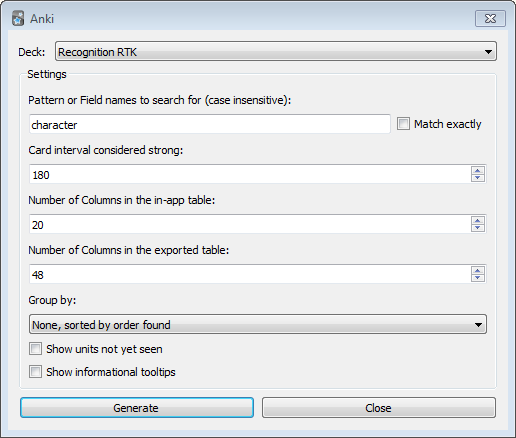 Anki
Deck: Recognition RTK
Settings
Pattern or Field names to search for (case insensitive):
character Match exactly
Card interval considered strong:
180
Number of Columns in the in-app table:
20
Number of Columns in the exported table:
48
Group by:
None, sorted by order found
Show units not yet seen
Show informational tooltips
Generate Close